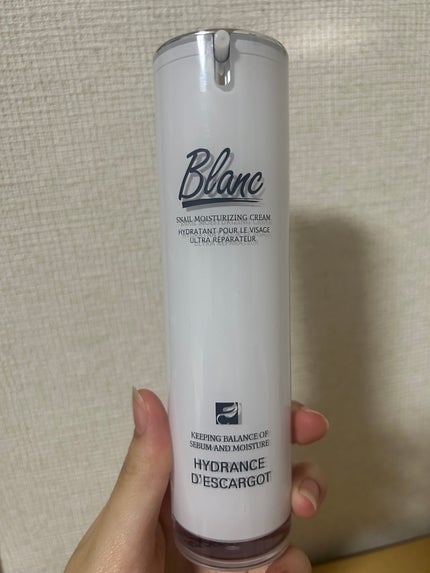 Blanc
SNAIL MOISTURIZING CREAM
HYDRATANT POUR LE VISAGE
ULTRA RÉPARATEUR
KEEPING BALANCE OF
SEBUM AND MOISTURE
HYDRANCE
D'ESCARGOT